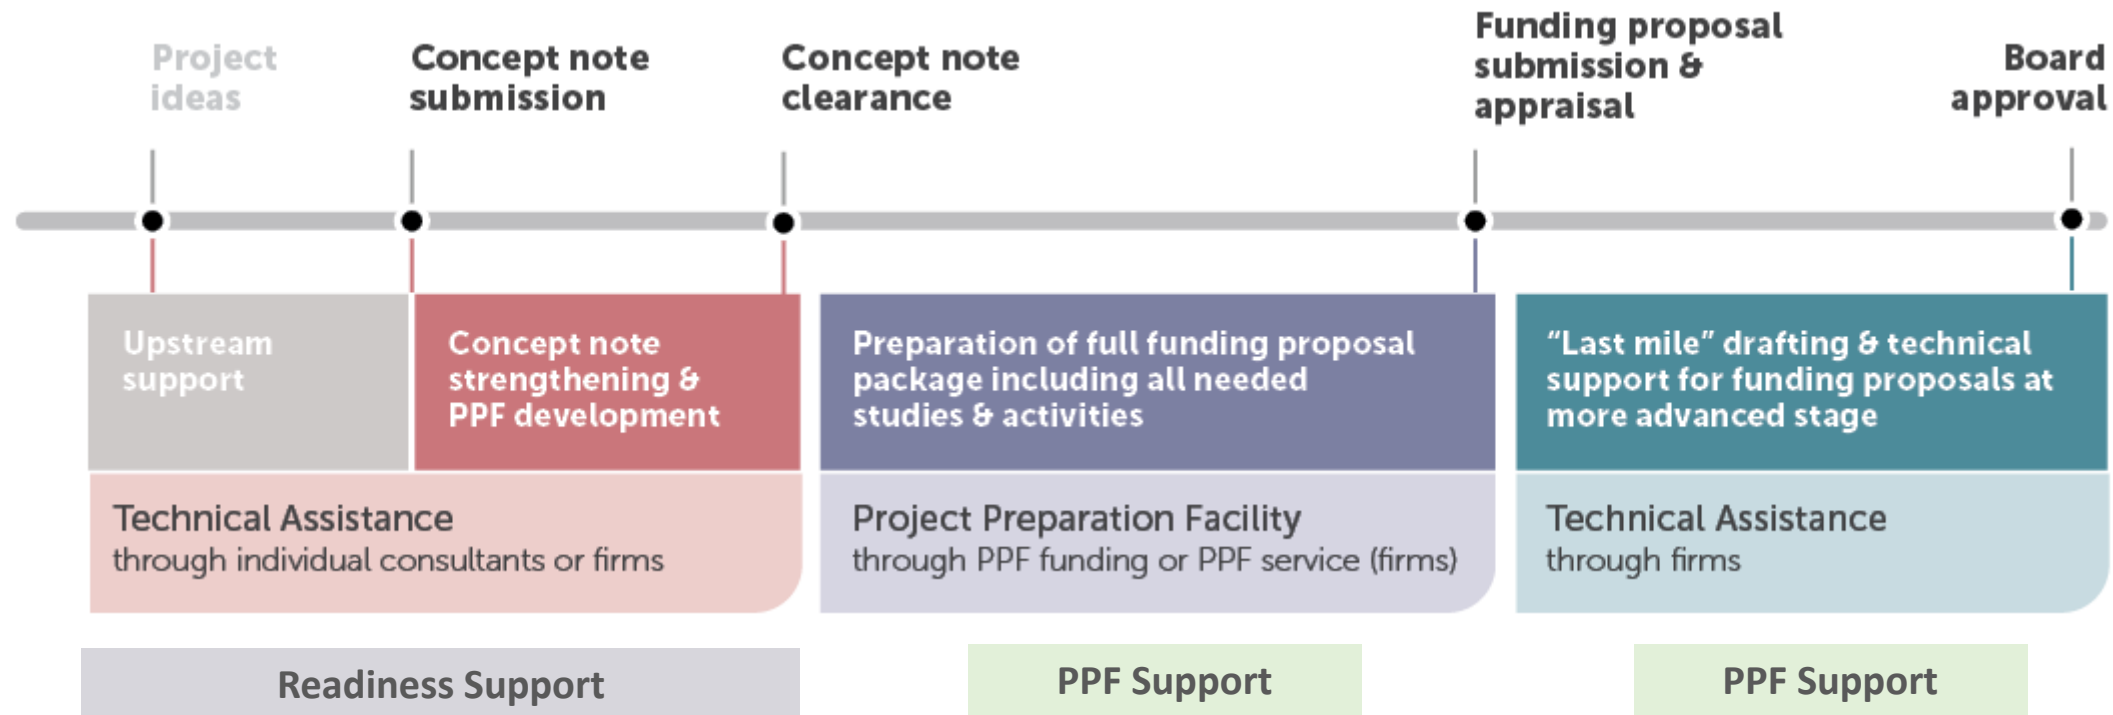 Project
ideas
Concept note
submission
Concept note
clearance
Funding proposal
submission &
appraisal
Board
approval
Upstream
support
Concept note
strengthening &
PPF development
Preparation of full funding proposal
package including all needed
studies & activities
“Last mile” drafting & technical
support for funding proposals at
more advanced stage
Technical Assistance
through individual consultants or firms
Project Preparation Facility
through PPF funding or PPF service (firms)
Technical Assistance
through firms
Readiness Support
PPF Support
PPF Support